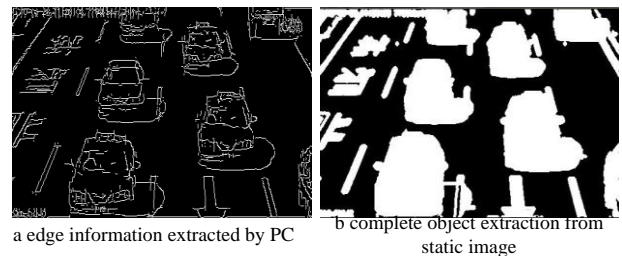 a edge information extracted by PC
b complete object extraction from
static image